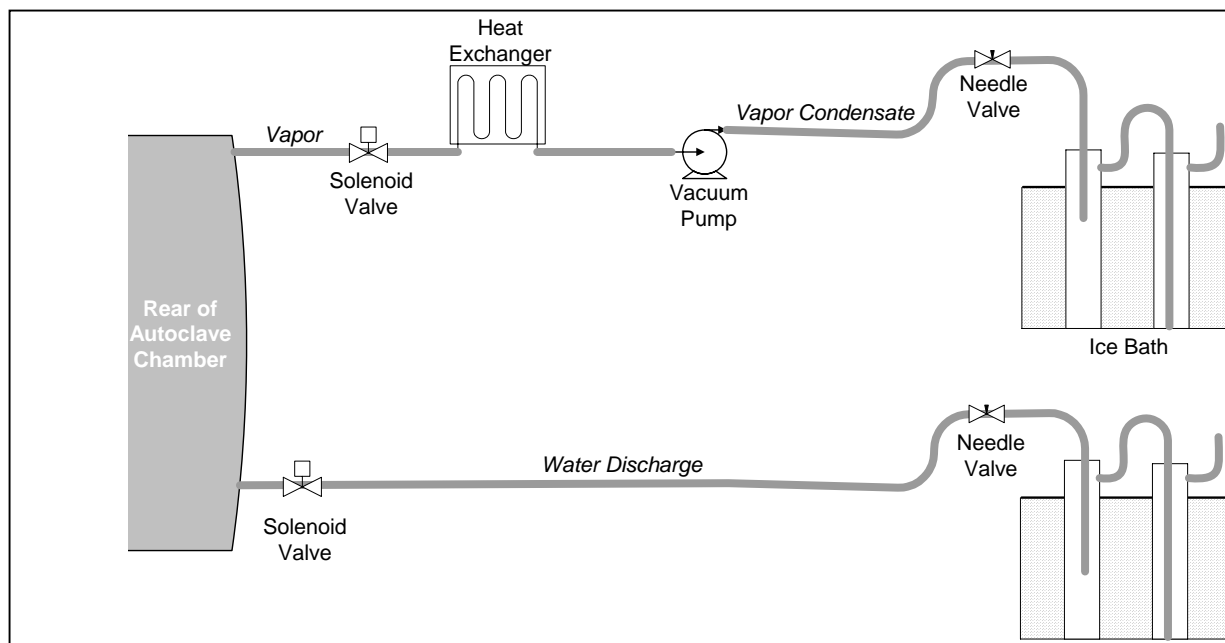 Heat
Exchanger
Needle
Valve
Vapor Condensate
Vapor
Solenoid
Valve
Vacuum
Pump
Rear of
Autoclave
Chamber
Ice Bath
Needle
Valve
Water Discharge
Solenoid
Valve